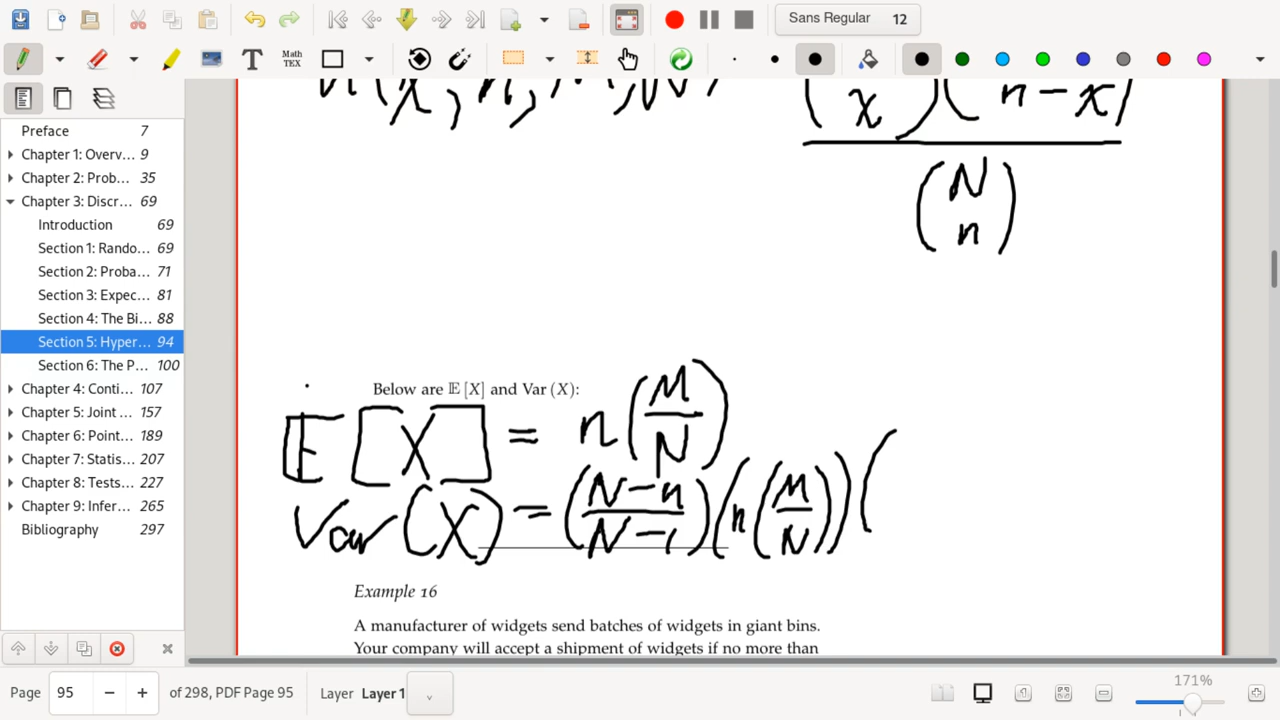 Sans Regular 12
Math
TEX
Preface 7
Chapter 1: Overv... 9
Chapter 2: Prob... 35
Chapter 3: Discr... 69
Introduction 69
Section 1: Rando... 69
Section 2: Proba... 71
Section 3: Expec... 81
Section 4: The Bi... 88
Section 5: Hyper... 94
Section 6: The P... 100
Chapter 4: Conti... 107
Chapter 5: Joint ... 157
Chapter 6: Point... 189
Chapter 7: Statis... 207
Chapter 8: Tests... 227
Chapter 9: Infer... 265
Bibliography 297
(x)(n-x)
(N n)
Below are 𝔼 [X] and Var (X):
𝔼[X] = n(M/N)
Var(X) = ((N-n)/(N-1))(n(M/N))(
Example 16
A manufacturer of widgets send batches of widgets in giant bins.
Your company will accept a shipment of widgets if no more than
Page 95 of 298, PDF Page 95 Layer Layer 1 171%